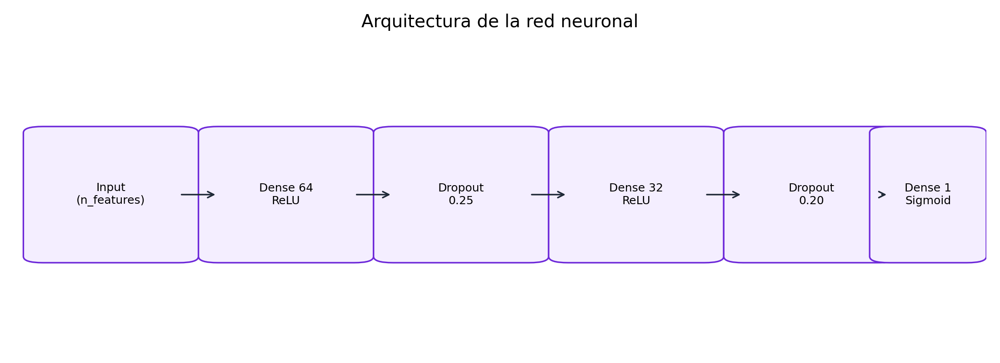 Arquitectura de la red neuronal
Input
(n_features)
Dense 64
ReLU
Dropout
0.25
Dense 32
ReLU
Dropout
0.20
Dense 1
Sigmoid